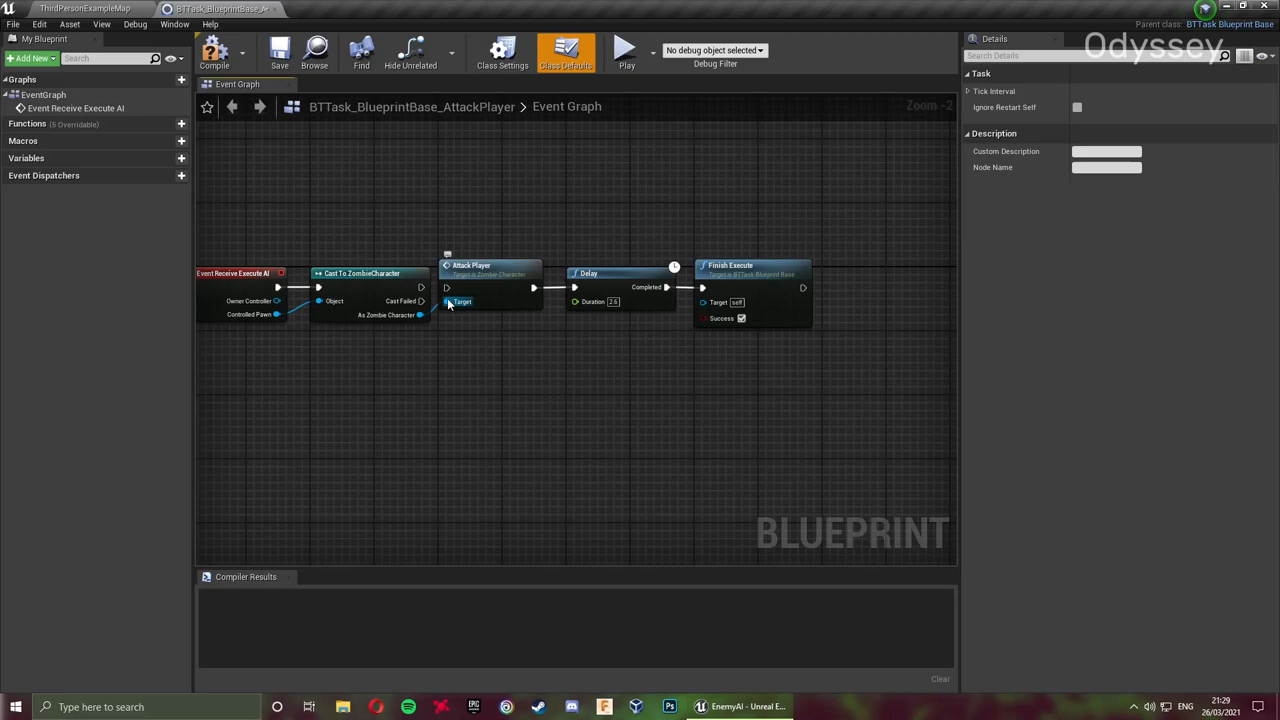 ThirdPersonExampleMap
BTTask_BlueprintBase_A
File Edit Asset View Debug Window Help
Parent class: BTTask Blueprint Base
My Blueprint
Add New
Search
Compile
Save
Browse
Find
Hide Unrelated
Class Settings
Class Defaults
Play
No debug object selected
Debug Filter
Details
Odyssey
Search Details
Graphs
EventGraph
Event Receive Execute AI
Functions (5 Overridable)
Macros
Variables
Event Dispatchers
Event Graph
BTTask_BlueprintBase_AttackPlayer > Event Graph
Zoom -2
Task
Tick Interval
Ignore Restart Self
Description
Custom Description
Node Name
Event Receive Execute AI
Owner Controller
Controlled Pawn
Cast To ZombieCharacter
Object
Cast Failed
As Zombie Character
Attack Player
Target is Zombie Character
Target
Delay
Completed
Duration 2.6
Finish Execute
Target is BTTask Blueprint Base
Target self
Success
BLUEPRINT
Compiler Results
Clear
Type here to search
EPIC
EnemyAI - Unreal E...
ENG
21:29
26/03/2021